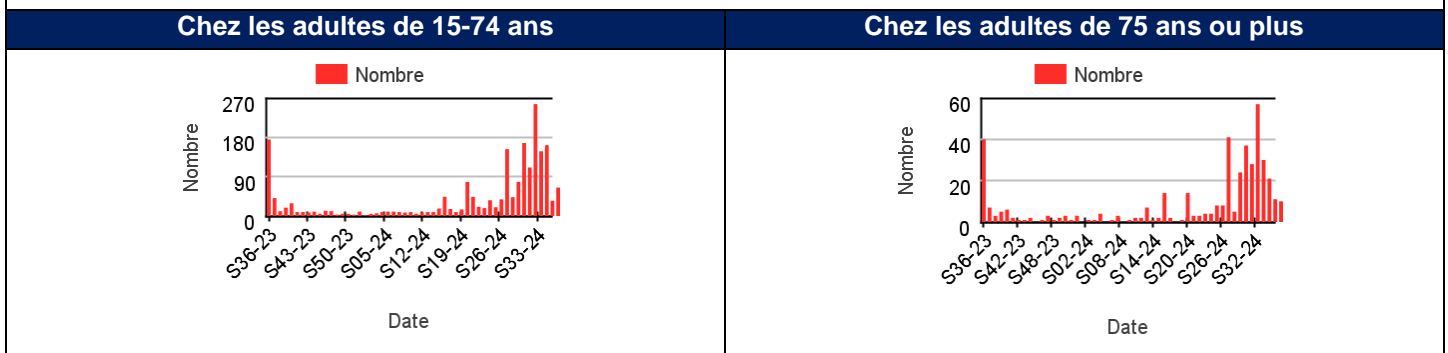 Chez les adultes de 15-74 ans
Nombre
270
180
90
0
Nombre
S36-23
S43-23
S50-23
S05-24
S12-24
S19-24
S26-24
S33-24
Date
Chez les adultes de 75 ans ou plus
Nombre
60
40
20
0
Nombre
S36-23
S42-23
S48-23
S02-24
S08-24
S14-24
S20-24
S26-24
S32-24
Date